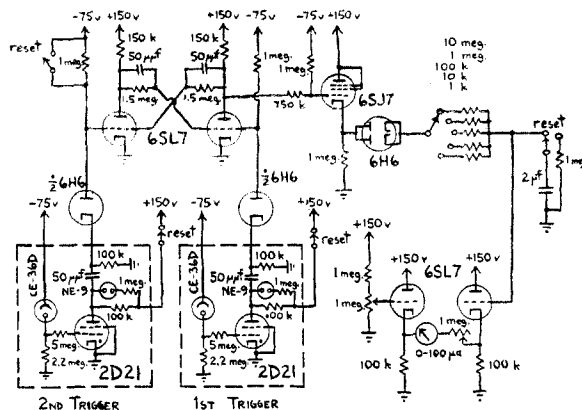 -75v +150v +150v -75v -75v +150v
reset
1 meg.
150 k
50 μμf
1.5 meg.
150 k
50 μμf
1.5 meg.
6SL7
1 meg.
1 meg.
750 k
6SJ7
1 meg.
6H6
10 meg.
1 meg.
100 k
10 k
1 k
reset
2 μf
1 meg.
½6H6
½6H6
-75v
+150v
reset
-75v
+150v
reset
CE-36D
100 k
50 μμf
NE-9
1 meg.
100 k
.5 meg.
2.2 meg.
2D21
CE-36D
100 k
50 μμf
NE-9
1 meg.
100 k
.5 meg.
2.2 meg.
2D21
+150v
1 meg.
1 meg.
+150v
6SL7
+150v
1 meg.
0-100 μa
100 k
100 k
2ND TRIGGER
1ST TRIGGER